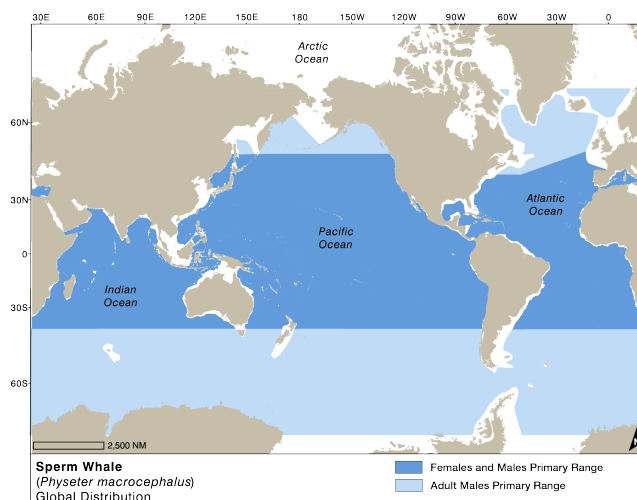 30E 60E 90E 120E 150E 180 150W 120W 90W 60W 30W 0
Arctic
Ocean
60N
30N
Atlantic
Ocean
Pacific
Ocean
0
Indian
Ocean
30S
60S
2,500 NM
Sperm Whale
(Physeter macrocephalus)
Global Distribution
Females and Males Primary Range
Adult Males Primary Range